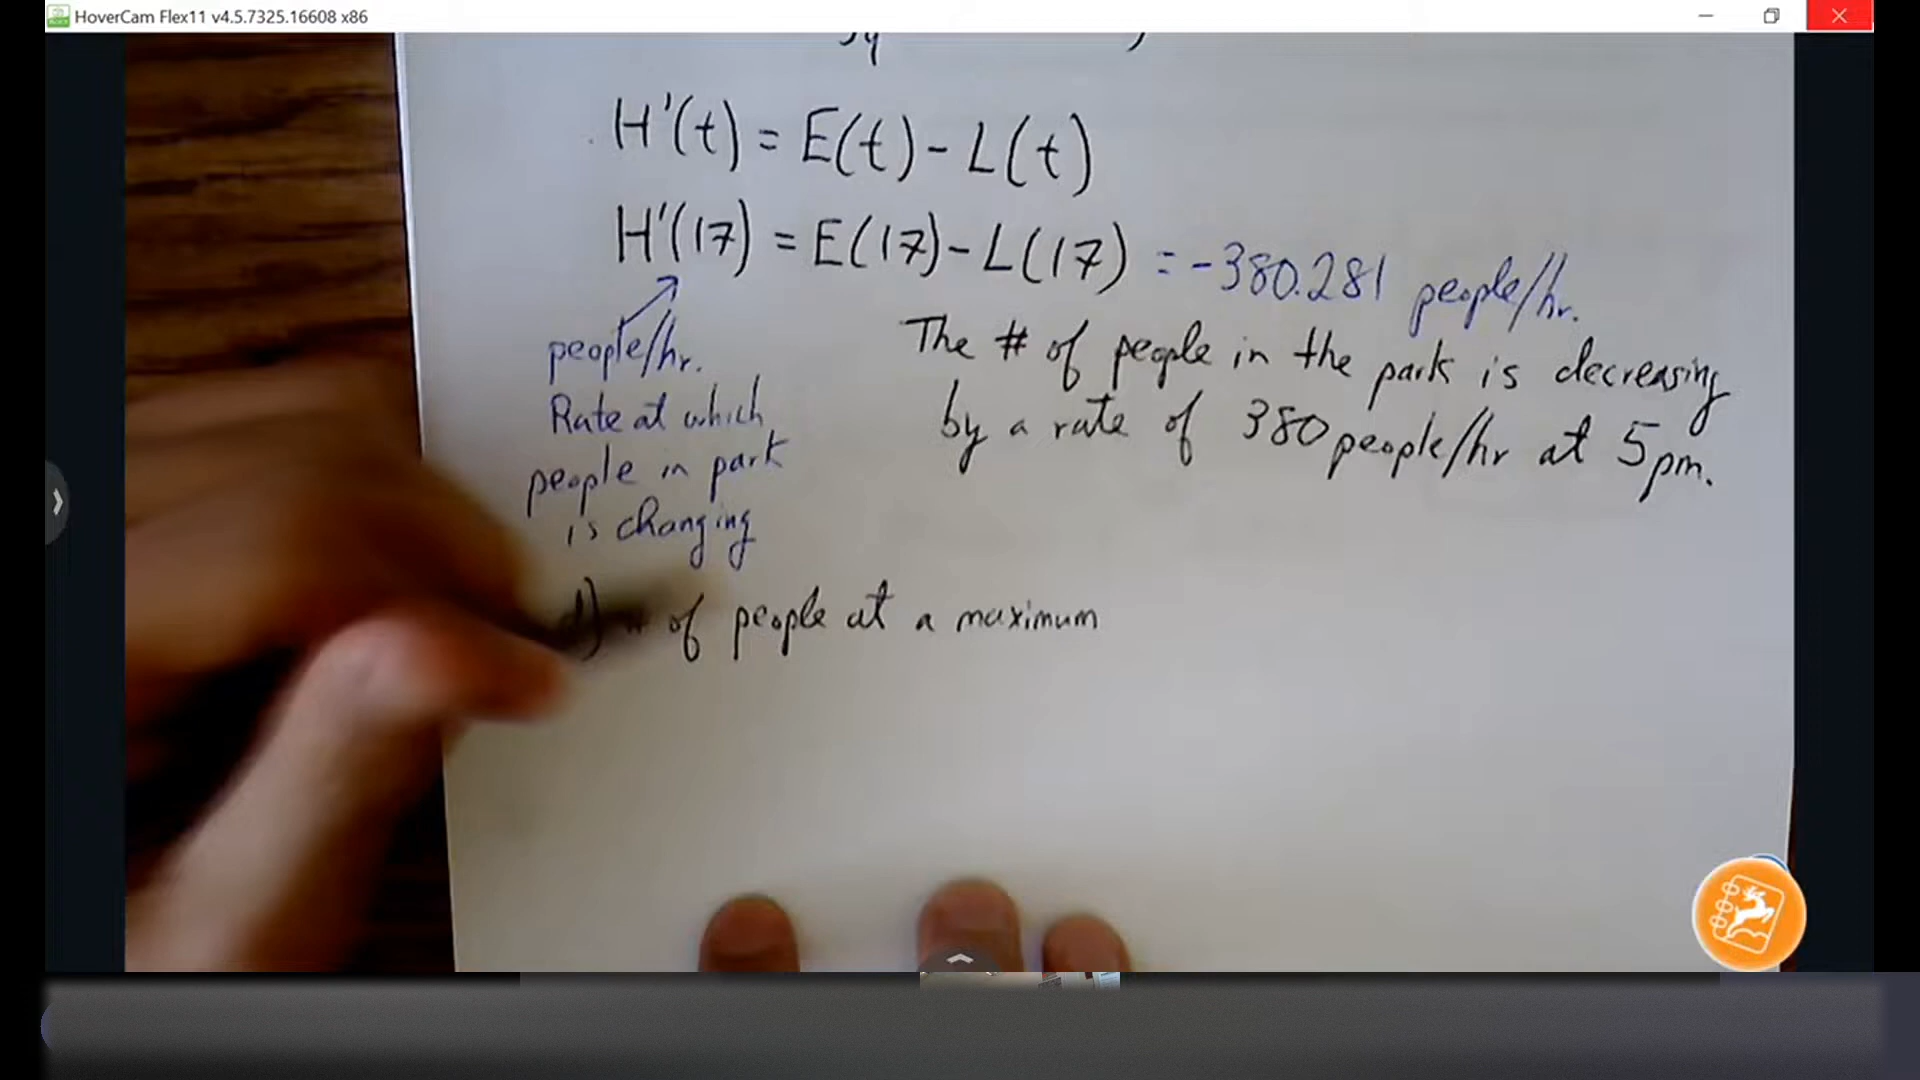 HoverCam Flex11 v4.5.7325.16608 x86
H'(t) = E(t) - L(t)
H'(17) = E(17) - L(17) = -380.281 people/hr.
people/hr.
Rate at which
people in park
is changing
The # of people in the park is decreasing
by a rate of 380 people/hr at 5pm.
d) # of people at a maximum